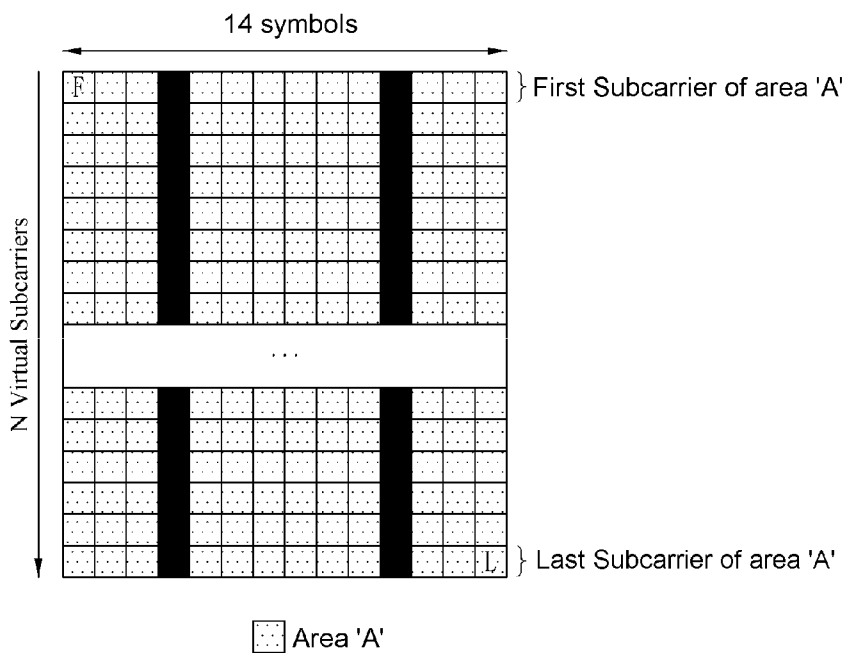 14 symbols
F
First Subcarrier of area 'A'
N Virtual Subcarriers
...
L
Last Subcarrier of area 'A'
Area 'A'